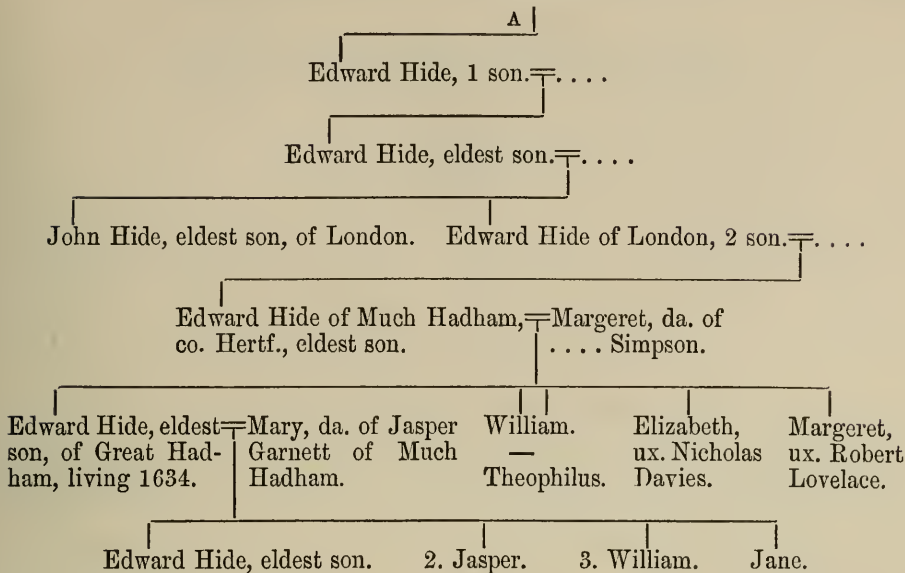 A
Edward Hide, 1 son. . . . .
Edward Hide, eldest son. . . . .
John Hide, eldest son, of London. Edward Hide of London, 2 son. . . . .
Edward Hide of Much Hadham, Margeret, da. of
co. Hertf., eldest son. . . . . Simpson.
Edward Hide, eldest
son, of Great Had-
ham, living 1634.
Mary, da. of Jasper
Garnett of Much
Hadham.
William.
—
Theophilus.
Elizabeth,
ux. Nicholas
Davies.
Margeret,
ux. Robert
Lovelace.
Edward Hide, eldest son. 2. Jasper. 3. William. Jane.